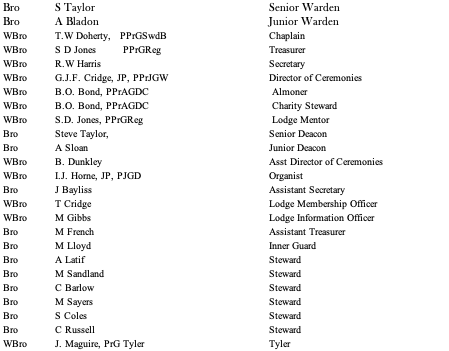 Bro S Taylor Senior Warden
Bro A Bladon Junior Warden
WBro T.W Doherty, PPrGSwdB Chaplain
WBro S D Jones PPrGReg Treasurer
WBro R.W Harris Secretary
WBro G.J.F. Cridge, JP, PPrJGW Director of Ceremonies
WBro B.O. Bond, PPrAGDC Almoner
WBro B.O. Bond, PPrAGDC Charity Steward
WBro S.D. Jones, PPrGReg Lodge Mentor
Bro Steve Taylor, Senior Deacon
Bro A Sloan Junior Deacon
WBro B. Dunkley Asst Director of Ceremonies
WBro I.J. Horne, JP, PJGD Organist
Bro J Bayliss Assistant Secretary
WBro T Cridge Lodge Membership Officer
WBro M Gibbs Lodge Information Officer
Bro M French Assistant Treasurer
Bro M Lloyd Inner Guard
Bro A Latif Steward
Bro M Sandland Steward
Bro C Barlow Steward
Bro M Sayers Steward
Bro S Coles Steward
Bro C Russell Steward
WBro J. Maguire, PrG Tyler Tyler